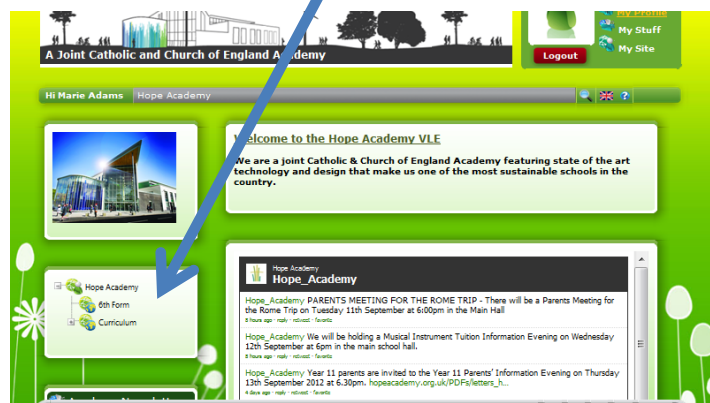 My Profile
My Stuff
My Site
Logout
A Joint Catholic and Church of England Academy
Hi Marie Adams Hope Academy
Welcome to the Hope Academy VLE
We are a joint Catholic & Church of England Academy featuring state of the art
technology and design that make us one of the most sustainable schools in the
country.
Hope Academy
6th Form
Curriculum
Hope Academy
Hope_Academy
Hope_Academy PARENTS MEETING FOR THE ROME TRIP - There will be a Parents Meeting for
the Rome Trip on Tuesday 11th September at 6:00pm in the Main Hall
8 hours ago · reply · retweet · favorite
Hope_Academy We will be holding a Musical Instrument Tuition Information Evening on Wednesday
12th September at 6pm in the main school hall.
8 hours ago · reply · retweet · favorite
Hope_Academy Year 11 parents are invited to the Year 11 Parents' Information Evening on Thursday
13th September 2012 at 6.30pm. hopeacademy.org.uk/PDFs/letters_h...
4 days ago · reply · retweet · favorite